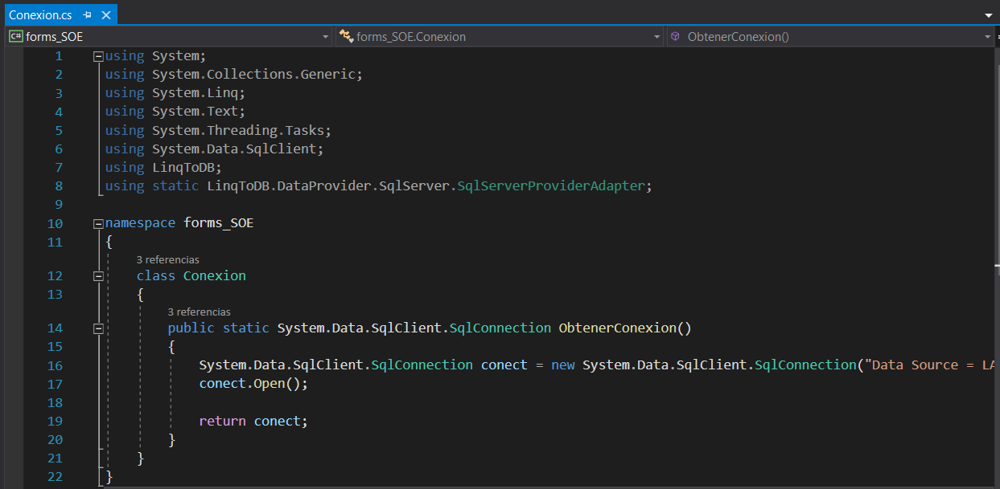 Conexion.cs
C# forms_SOE forms_SOE.Conexion ObtenerConexion()
1 using System;
2 using System.Collections.Generic;
3 using System.Linq;
4 using System.Text;
5 using System.Threading.Tasks;
6 using System.Data.SqlClient;
7 using LinqToDB;
8 using static LinqToDB.DataProvider.SqlServer.SqlServerProviderAdapter;
9
10 namespace forms_SOE
11 {
3 referencias
12 class Conexion
13 {
3 referencias
14 public static System.Data.SqlClient.SqlConnection ObtenerConexion()
15 {
16 System.Data.SqlClient.SqlConnection conect = new System.Data.SqlClient.SqlConnection("Data Source = LA
17 conect.Open();
18
19 return conect;
20 }
21 }
22 }